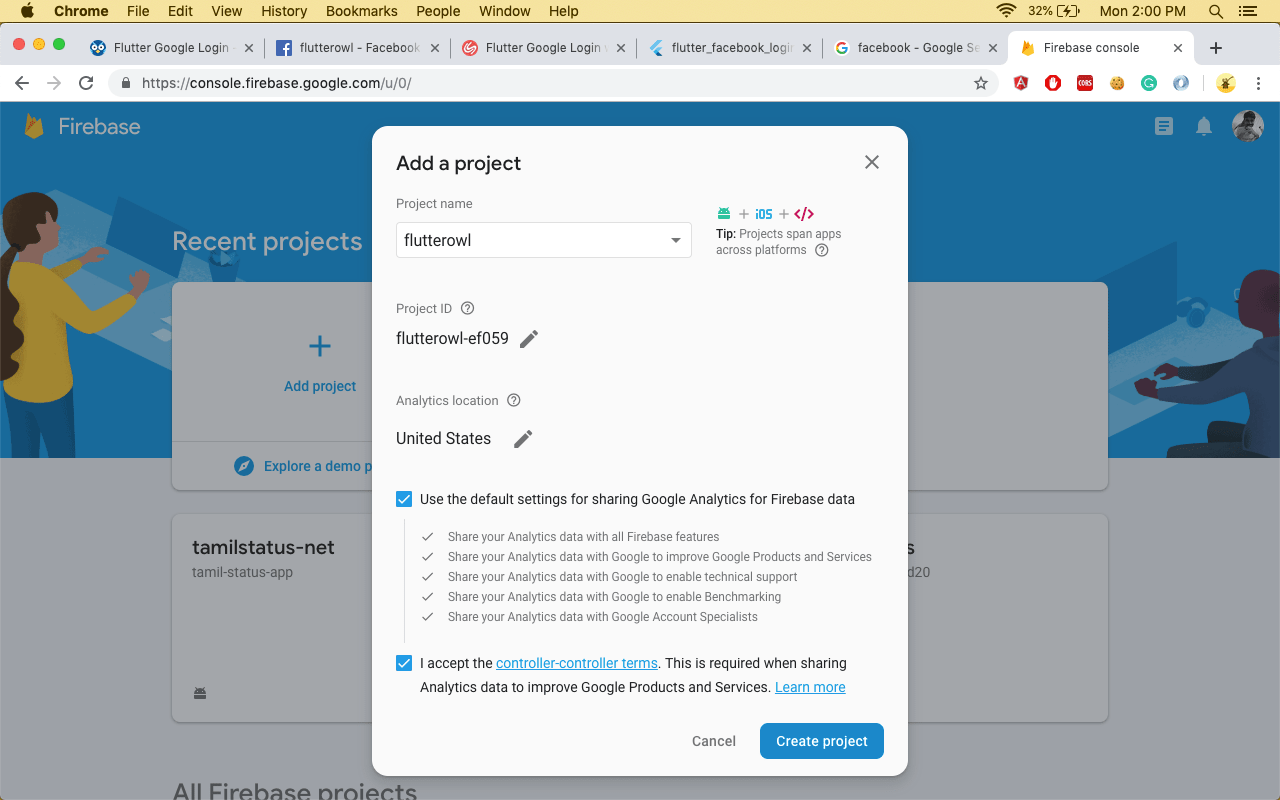 Chrome File Edit View History Bookmarks People Window Help 32% Mon 2:00 PM
Flutter Google Login flutterowl - Facebook Flutter Google Login flutter_facebook_login facebook - Google Se Firebase console
https://console.firebase.google.com/u/0/
CORS
Firebase
Recent projects
Add project
Explore a demo p
tamilstatus-net
tamil-status-app
s
d20
All Firebase projects
Add a project
Project name
flutterowl
+ iOS + </>
Tip: Projects span apps
across platforms
Project ID
flutterowl-ef059
Analytics location
United States
Use the default settings for sharing Google Analytics for Firebase data
Share your Analytics data with all Firebase features
Share your Analytics data with Google to improve Google Products and Services
Share your Analytics data with Google to enable technical support
Share your Analytics data with Google to enable Benchmarking
Share your Analytics data with Google Account Specialists
I accept the controller-controller terms. This is required when sharing
Analytics data to improve Google Products and Services. Learn more
Cancel Create project